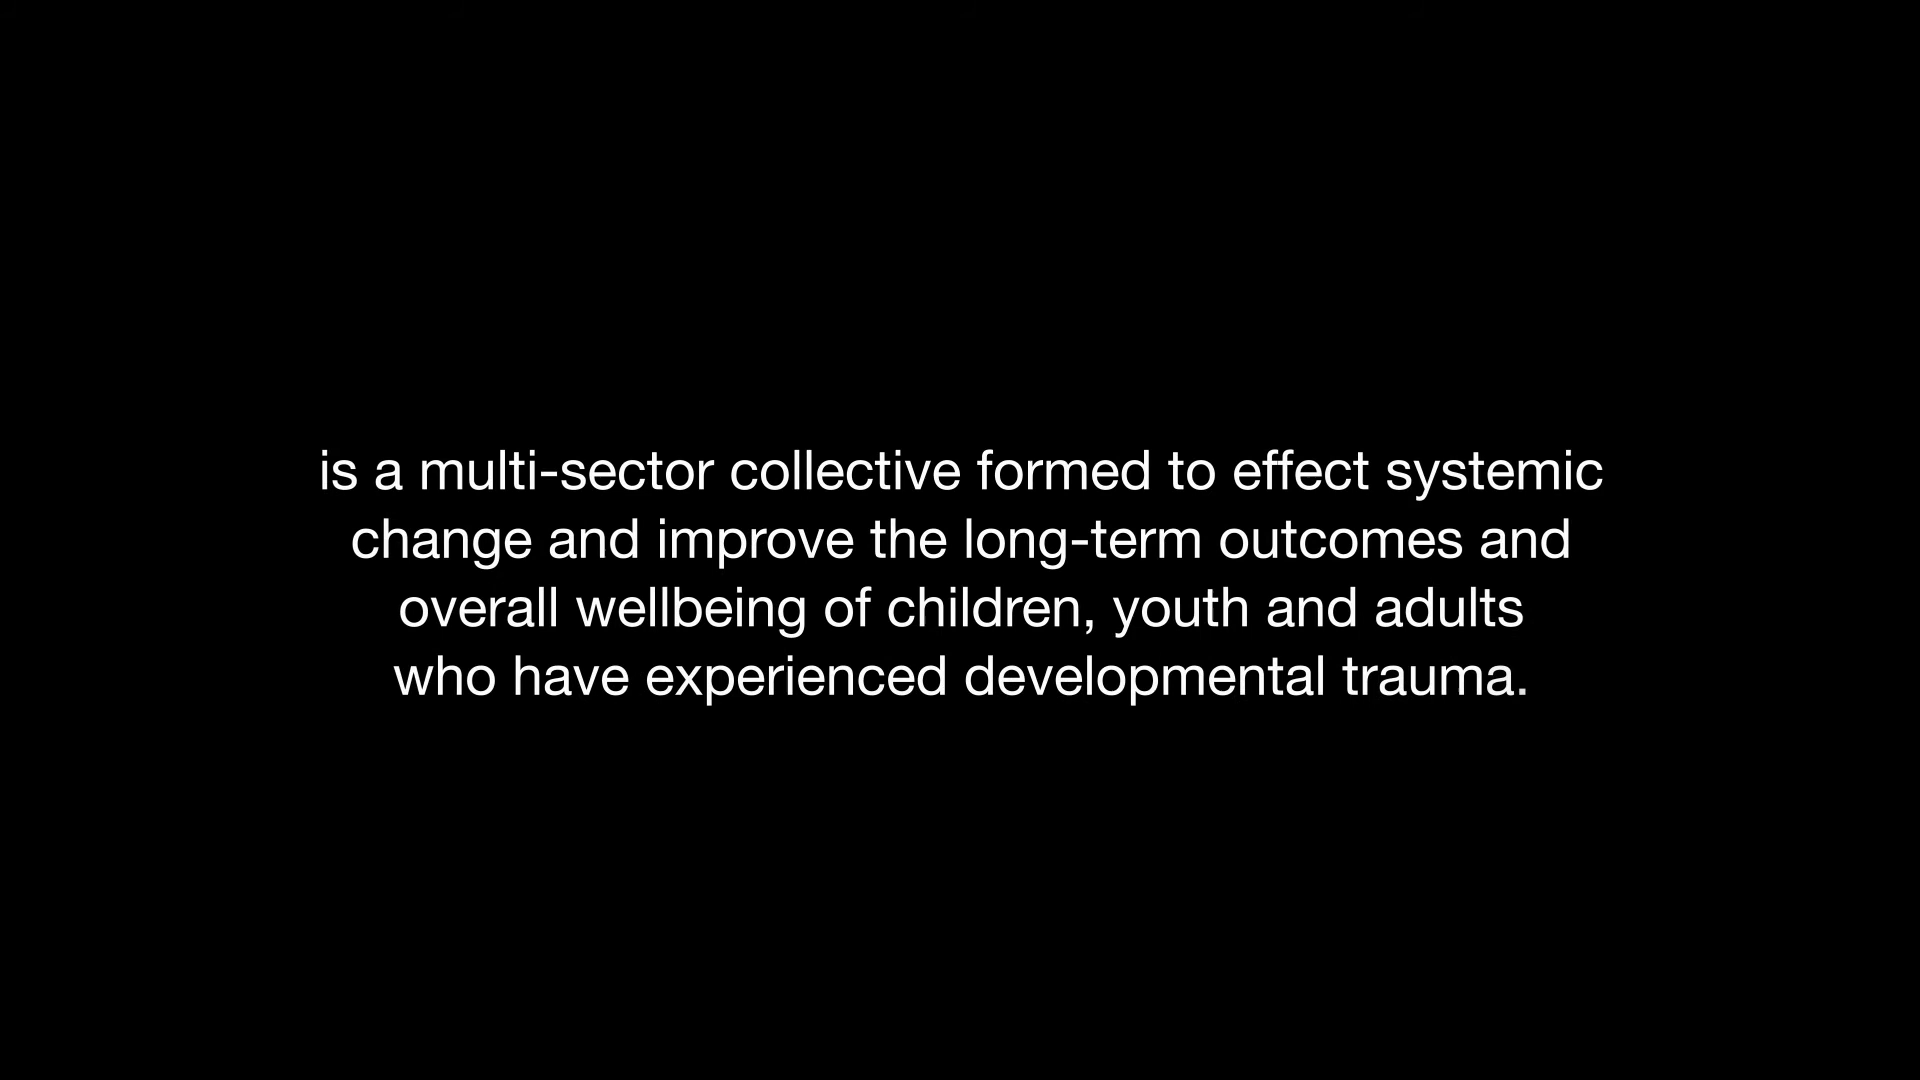 is a multi-sector collective formed to effect systemic
change and improve the long-term outcomes and
overall wellbeing of children, youth and adults
who have experienced developmental trauma.